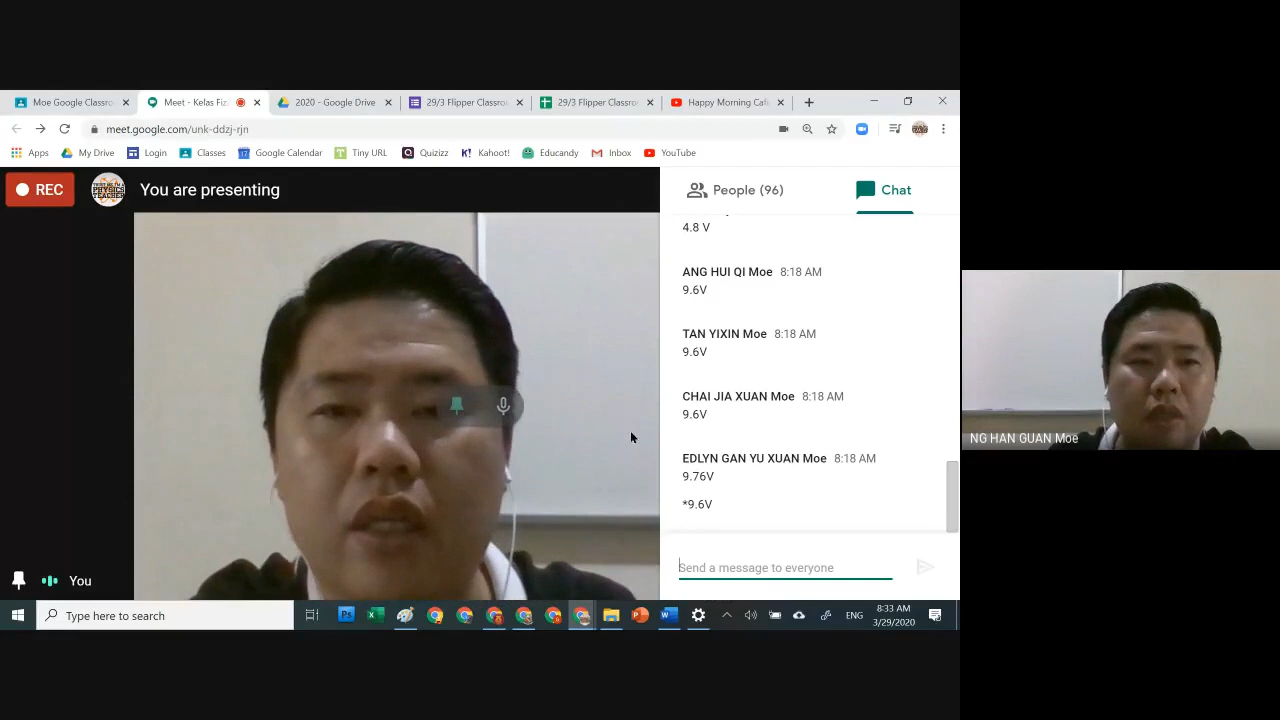 Moe Google Classro
Meet - Kelas Fiz
2020 - Google Drive
29/3 Flipper Classroo
29/3 Flipper Classro
Happy Morning Cafe
meet.google.com/unk-ddzj-rjn
Apps
My Drive
Login
Classes
Google Calendar
Tiny URL
Quizizz
Kahoot!
Educandy
Inbox
YouTube
REC
PHYSICS
TEACHER
You are presenting
People (96)
Chat
4.8 V
ANG HUI QI Moe 8:18 AM
9.6V
TAN YIXIN Moe 8:18 AM
9.6V
CHAI JIA XUAN Moe 8:18 AM
9.6V
EDLYN GAN YU XUAN Moe 8:18 AM
9.76V
*9.6V
Send a message to everyone
You
NG HAN GUAN Moe
Type here to search
Ps
ENG
8:33 AM
3/29/2020